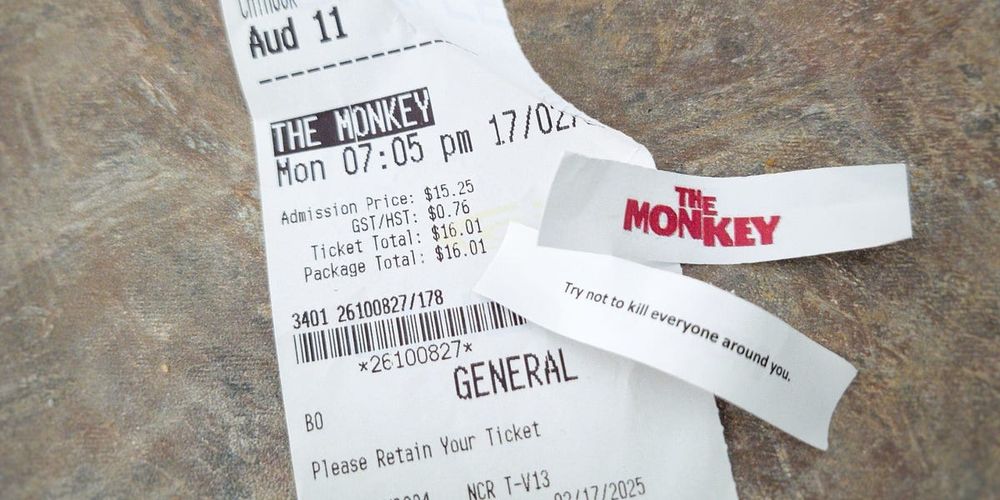 Aud 11
THE MONKEY
Mon 07:05 pm 17/02/
Admission Price: $15.25
GST/HST: $0.76
Ticket Total: $16.01
Package Total: $16.01
3401 26100827/178
*26100827*
GENERAL
BO
Please Retain Your Ticket
NCR T-V13
02/17/2025
THE
MONKEY
Try not to kill everyone around you.